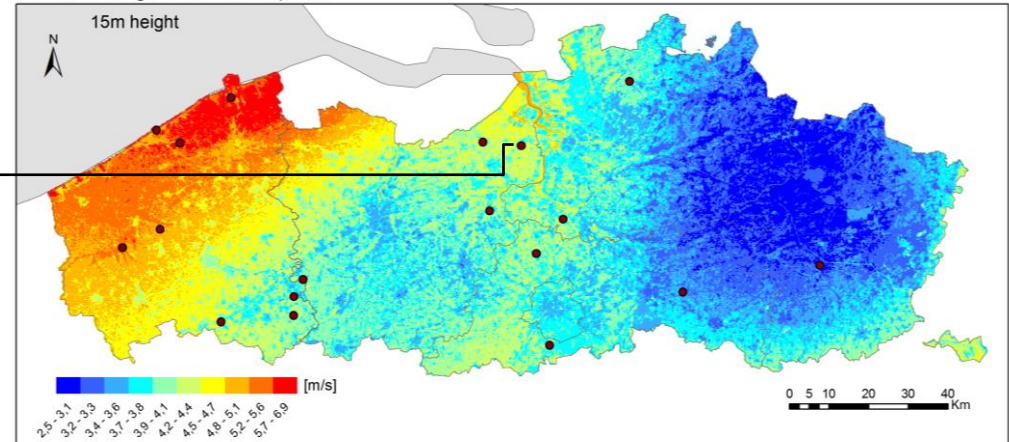 15m height
N
[m/s]
2,5 - 3,1
3,2 - 3,3
3,4 - 3,6
3,7 - 3,8
3,9 - 4,1
4,2 - 4,4
4,5 - 4,7
4,8 - 5,1
5,2 - 5,6
5,7 - 6,9
0 5 10 20 30 40
Km